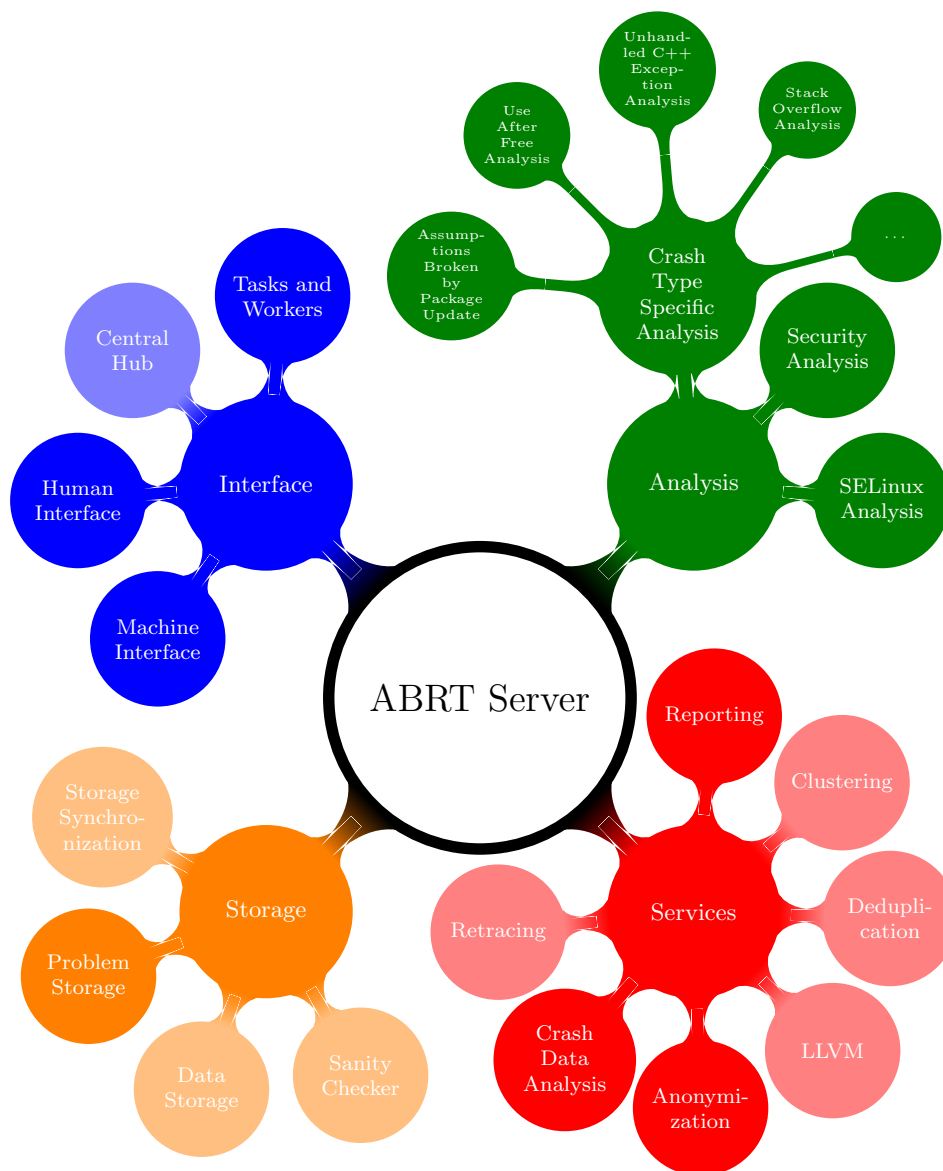 Unhand-
led C++
Excep-
tion
Analysis
Stack
Overflow
Analysis
Use
After
Free
Analysis
Assump-
tions
Broken
by
Package
Update
Crash
Type
Specific
Analysis
...
Tasks and
Workers
Central
Hub
Security
Analysis
Human
Interface
Interface
Analysis
SELinux
Analysis
Machine
Interface
ABRT Server
Reporting
Storage
Synchro-
nization
Clustering
Storage
Retracing
Services
Dedupli-
cation
Problem
Storage
Data
Storage
Sanity
Checker
Crash
Data
Analysis
Anonymi-
zation
LLVM